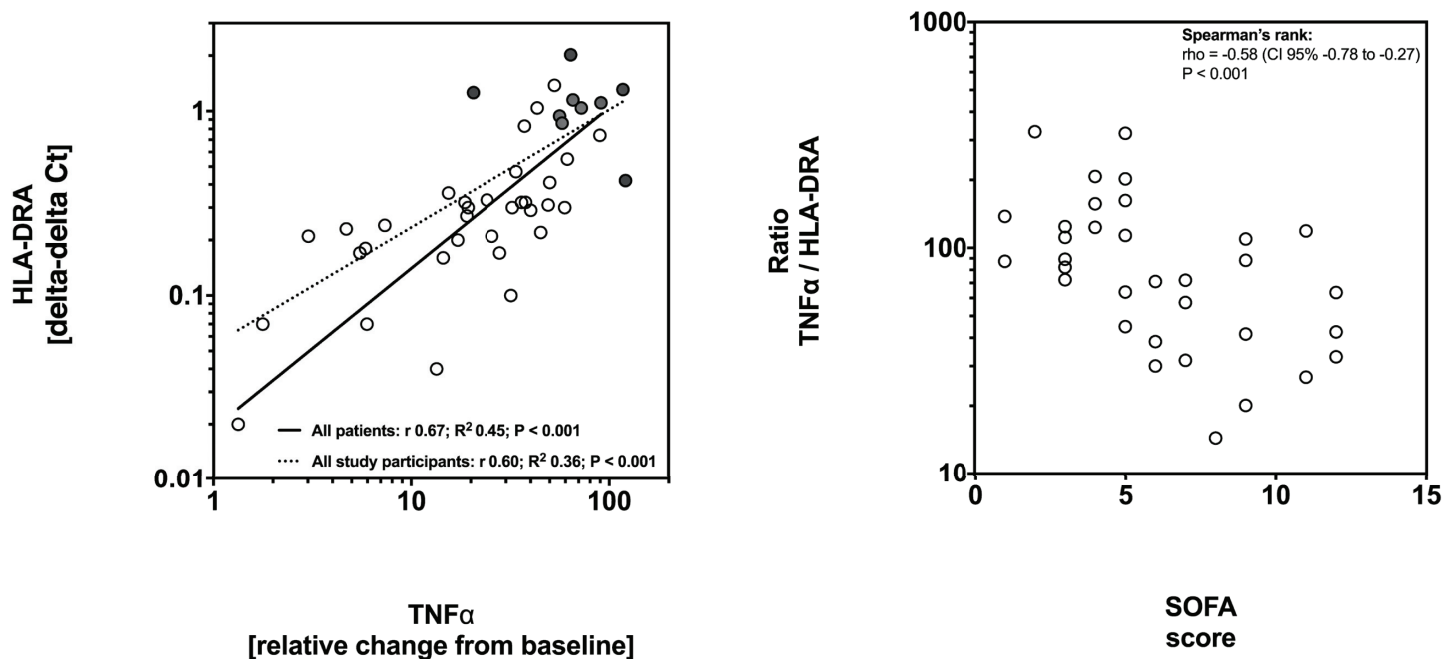 HLA-DRA
[delta-delta Ct]
1
0.1
0.01
All patients: r 0.67; R2 0.45; P < 0.001
All study participants: r 0.60; R2 0.36; P < 0.001
1
10
100
TNFα
[relative change from baseline]
Ratio
TNFα / HLA-DRA
1000
100
10
Spearman's rank:
rho = -0.58 (CI 95% -0.78 to -0.27)
P < 0.001
0
5
10
15
SOFA
score